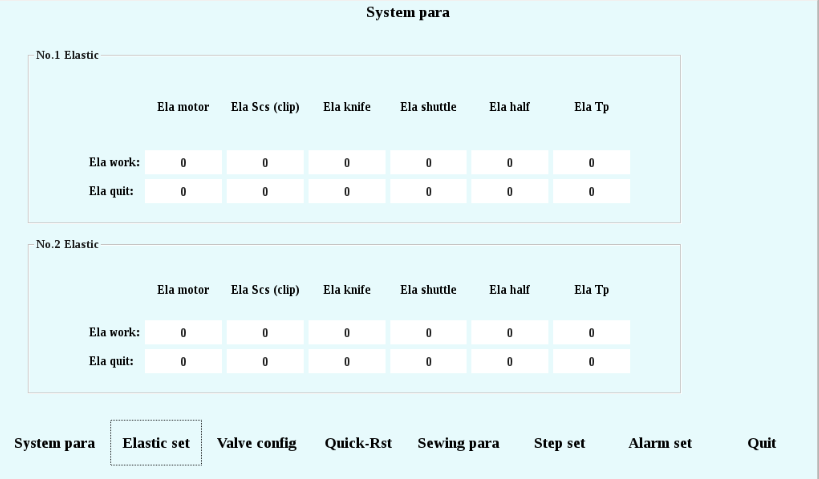 System para
No.1 Elastic
Ela motor Ela Scs (clip) Ela knife Ela shuttle Ela half Ela Tp
Ela work: 0 0 0 0 0 0
Ela quit: 0 0 0 0 0 0
No.2 Elastic
Ela motor Ela Scs (clip) Ela knife Ela shuttle Ela half Ela Tp
Ela work: 0 0 0 0 0 0
Ela quit: 0 0 0 0 0 0
System para Elastic set Valve config Quick-Rst Sewing para Step set Alarm set Quit